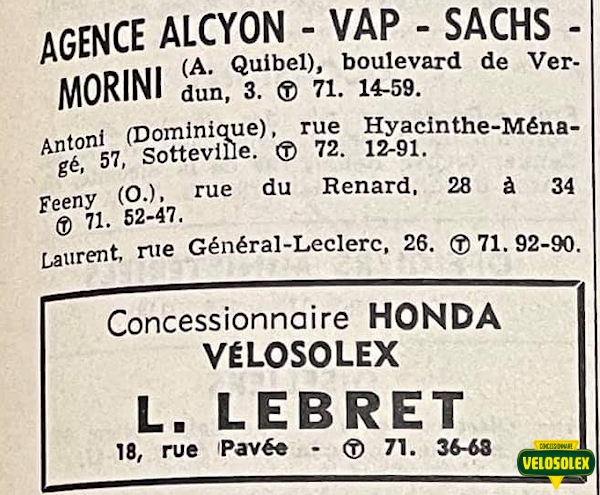 AGENCE ALCYON - VAP - SACHS -
MORINI (A. Quibel), boulevard de Ver-
dun, 3. Ⓣ 71. 14-59.
Antoni (Dominique), rue Hyacinthe-Ména-
gé, 57, Sotteville. Ⓣ 72. 12-91.
Feeny (O.), rue du Renard, 28 à 34
Ⓣ 71. 52-47.
Laurent, rue Général-Leclerc, 26. Ⓣ 71. 92-90.
Concessionnaire HONDA
VÉLOSOLEX
L. LEBRET
18, rue Pavée - Ⓣ 71. 36-68
CONCESSIONNAIRE
VELOSOLEX